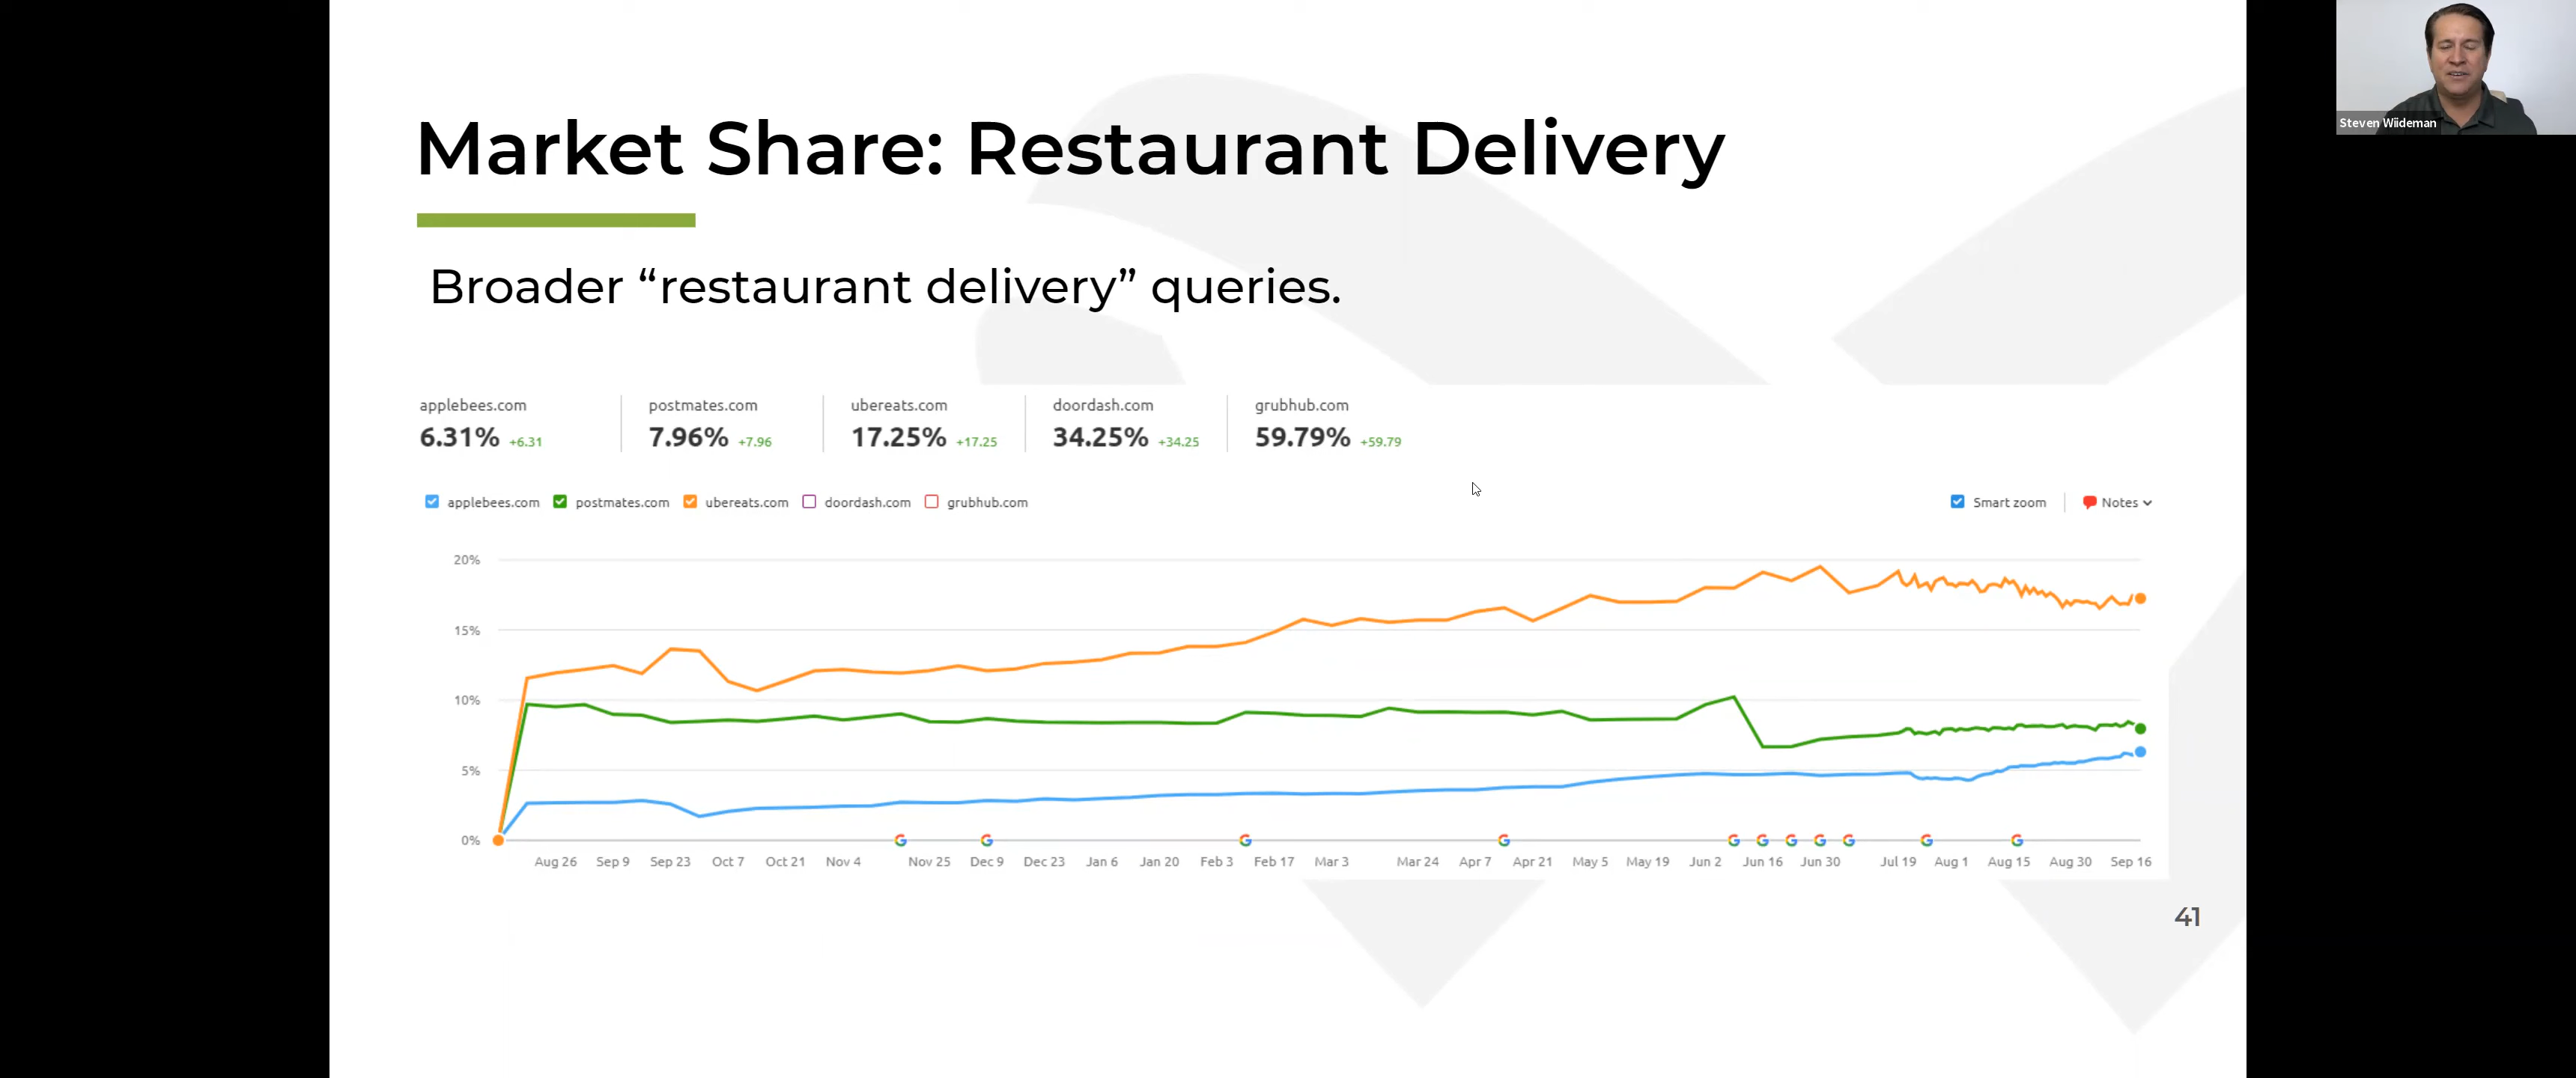 Steven Wiideman
Market Share: Restaurant Delivery
Broader “restaurant delivery” queries.
applebees.com postmates.com ubereats.com doordash.com grubhub.com
6.31% +6.31 7.96% +7.96 17.25% +17.25 34.25% +34.25 59.79% +59.79
applebees.com postmates.com ubereats.com doordash.com grubhub.com Smart zoom Notes
20%
15%
10%
5%
0%
Aug 26 Sep 9 Sep 23 Oct 7 Oct 21 Nov 4 Nov 25 Dec 9 Dec 23 Jan 6 Jan 20 Feb 3 Feb 17 Mar 3 Mar 24 Apr 7 Apr 21 May 5 May 19 Jun 2 Jun 16 Jun 30 Jul 19 Aug 1 Aug 15 Aug 30 Sep 16
41